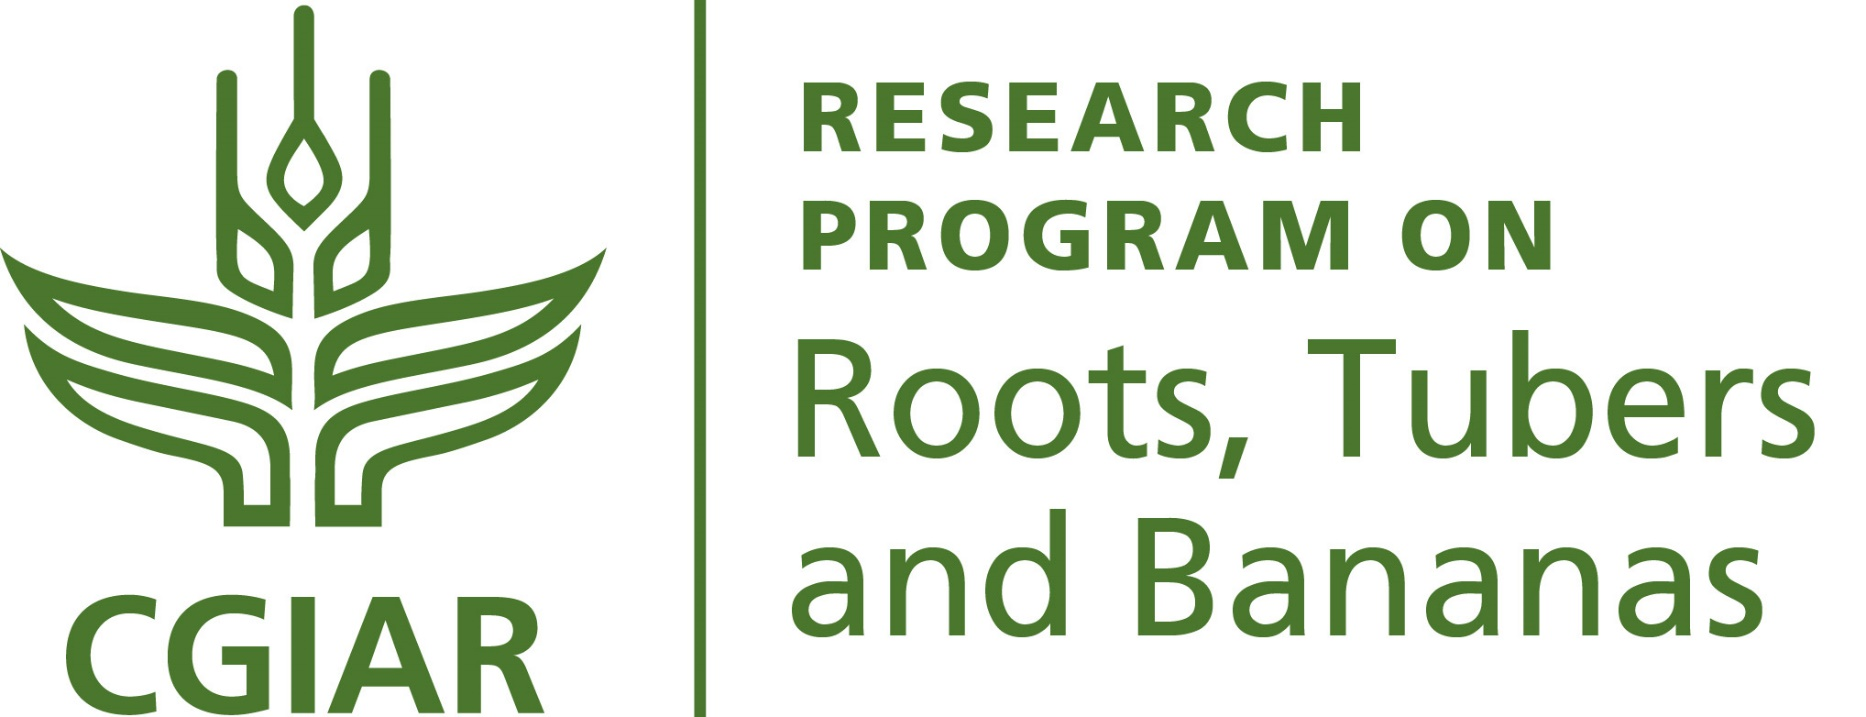 CGIAR
RESEARCH
PROGRAM ON
Roots, Tubers
and Bananas